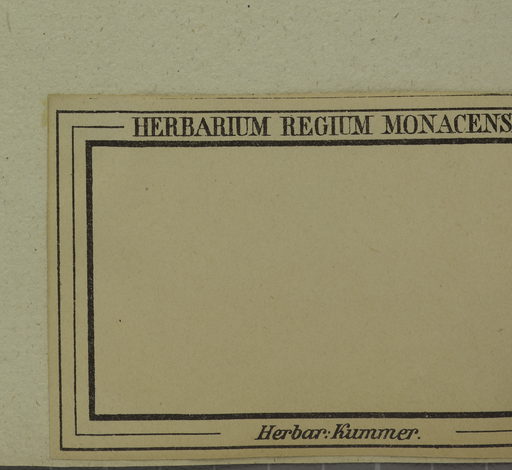 HERBARIUM REGIUM MONACENS
Herbar: Kummer.